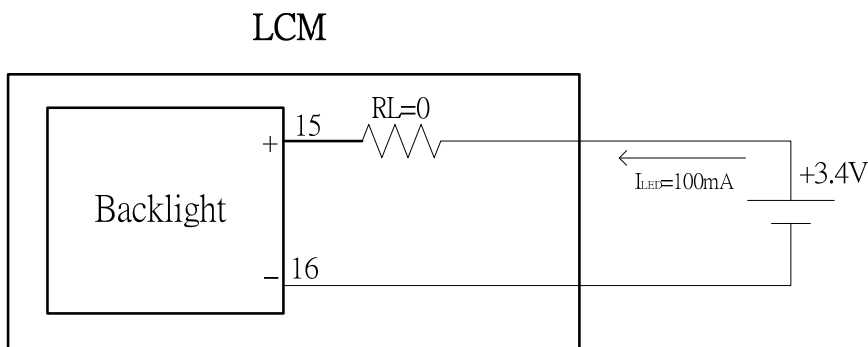 LCM
RL=0
15
+
+3.4V
ILED=100mA
Backlight
16
−